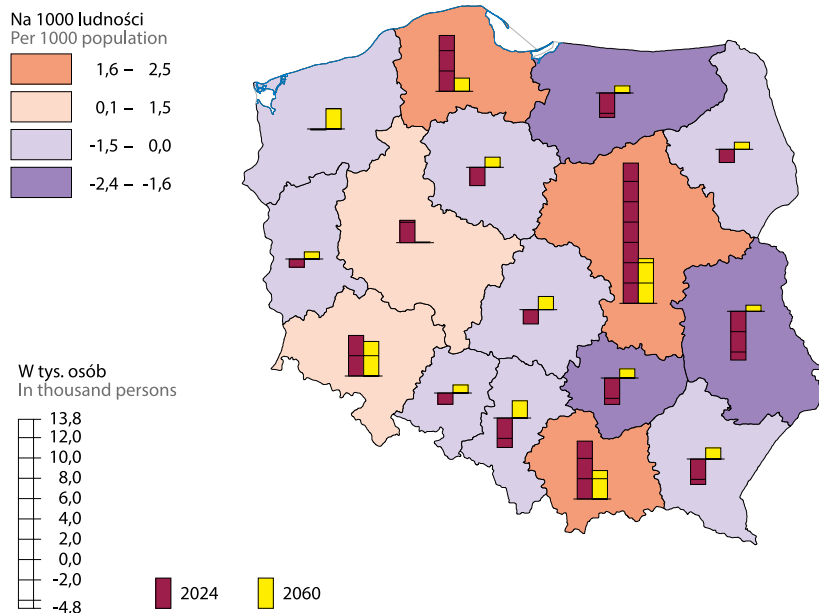 Na 1000 ludności
Per 1000 population
1,6 – 2,5
0,1 – 1,5
-1,5 – 0,0
-2,4 – -1,6
W tys. osób
In thousand persons
13,8
12,0
10,0
8,0
6,0
4,0
2,0
0,0
-2,0
-4,8
2024
2060